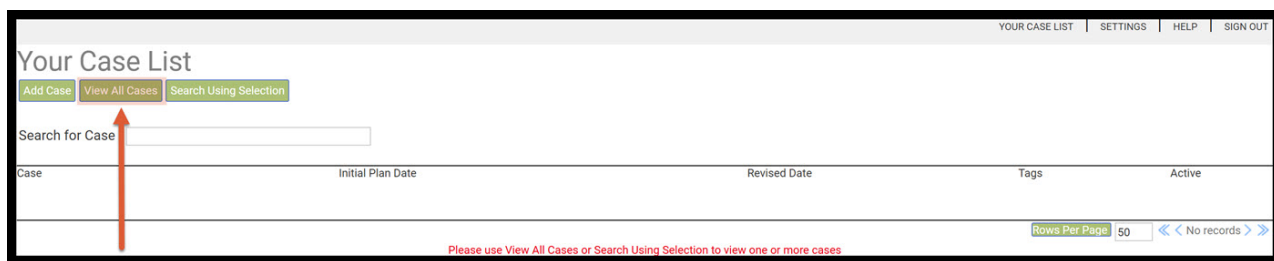 YOUR CASE LIST SETTINGS HELP SIGN OUT
Your Case List
Add Case View All Cases Search Using Selection
Search for Case
Case Initial Plan Date Revised Date Tags Active
Rows Per Page 50 No records
Please use View All Cases or Search Using Selection to view one or more cases